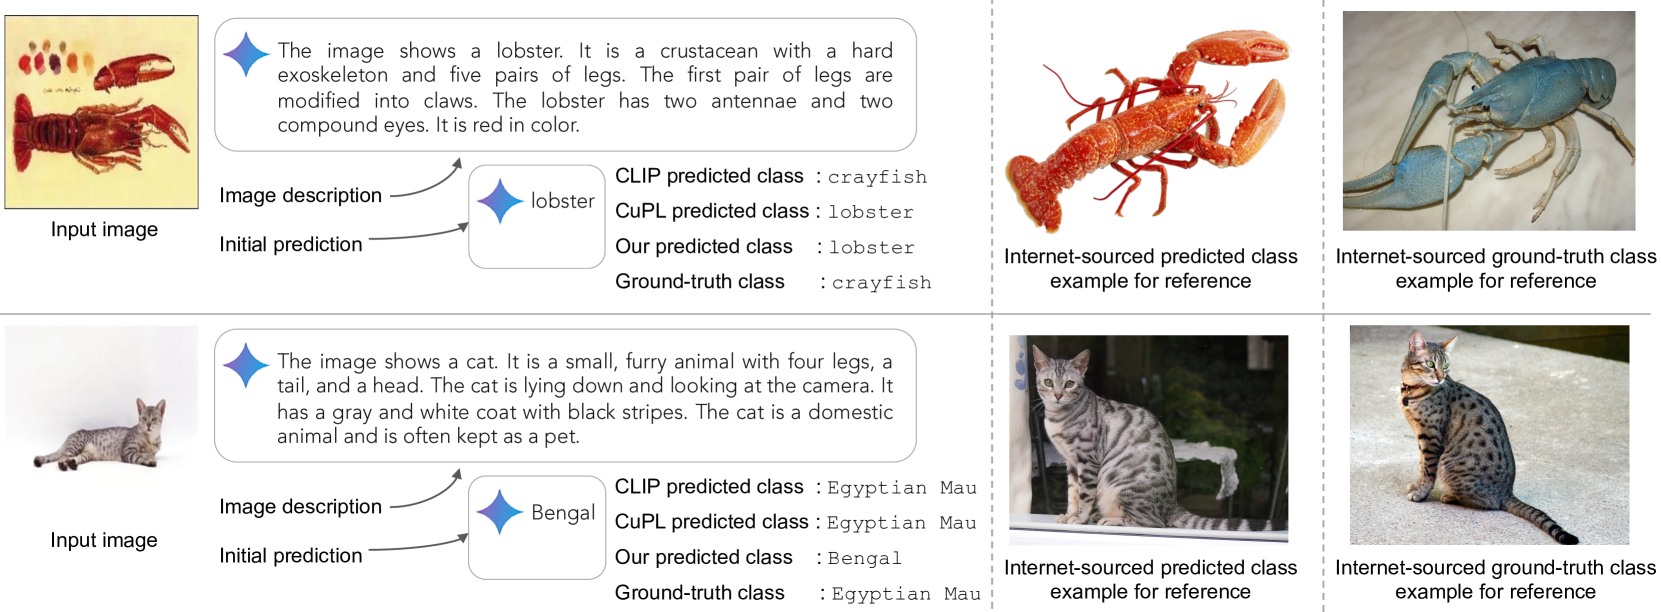 The image shows a lobster. It is a crustacean with a hard
exoskeleton and five pairs of legs. The first pair of legs are
modified into claws. The lobster has two antennae and two
compound eyes. It is red in color.
Image description
Initial prediction
lobster
CLIP predicted class : crayfish
CuPL predicted class : lobster
Our predicted class : lobster
Ground-truth class : crayfish
Input image
Internet-sourced predicted class
example for reference
Internet-sourced ground-truth class
example for reference
The image shows a cat. It is a small, furry animal with four legs, a
tail, and a head. The cat is lying down and looking at the camera. It
has a gray and white coat with black stripes. The cat is a domestic
animal and is often kept as a pet.
Image description
Initial prediction
Bengal
CLIP predicted class : Egyptian Mau
CuPL predicted class : Egyptian Mau
Our predicted class : Bengal
Ground-truth class : Egyptian Mau
Input image
Internet-sourced predicted class
example for reference
Internet-sourced ground-truth class
example for reference